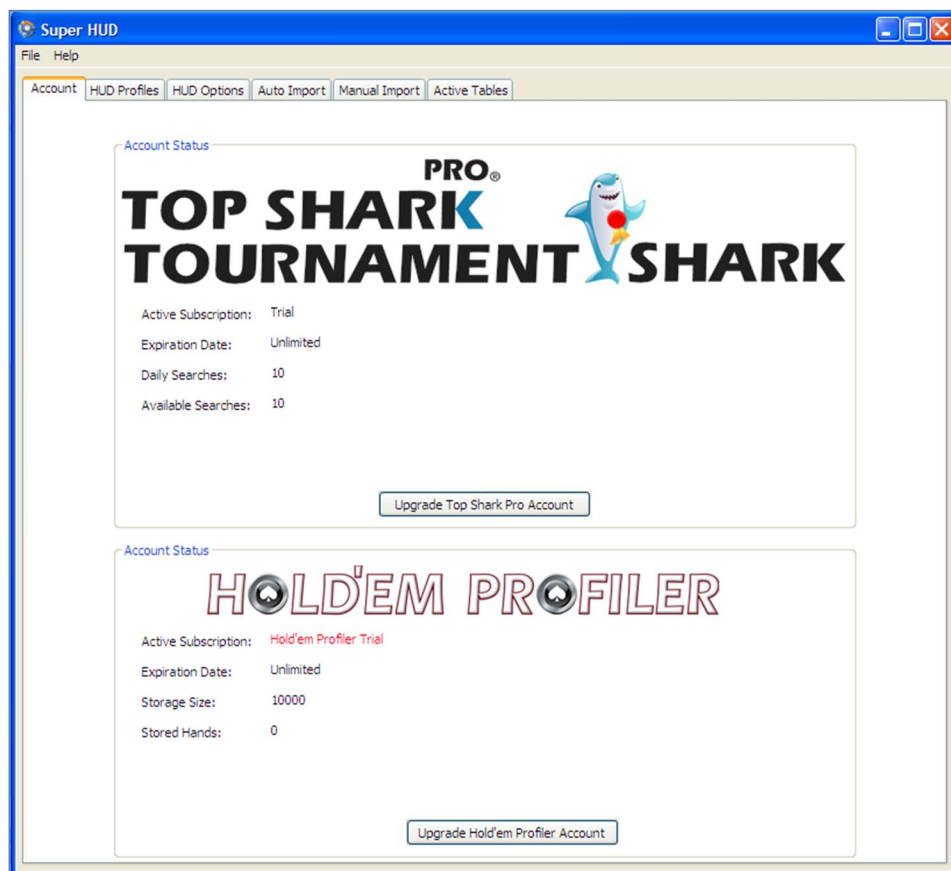 Super HUD
File Help
Account HUD Profiles HUD Options Auto Import Manual Import Active Tables
Account Status
PRO®
TOP SHARK
TOURNAMENT SHARK
Active Subscription: Trial
Expiration Date: Unlimited
Daily Searches: 10
Available Searches: 10
Upgrade Top Shark Pro Account
Account Status
HOLD'EM PROFILER
Active Subscription: Hold'em Profiler Trial
Expiration Date: Unlimited
Storage Size: 10000
Stored Hands: 0
Upgrade Hold'em Profiler Account